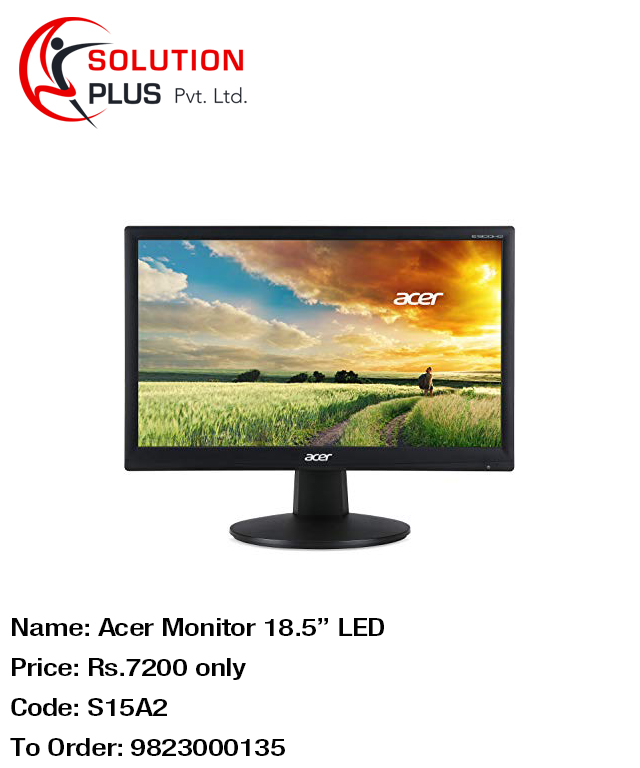 SOLUTION
PLUS Pvt. Ltd.
acer
acer
Name: Acer Monitor 18.5” LED
Price: Rs.7200 only
Code: S15A2
To Order: 9823000135